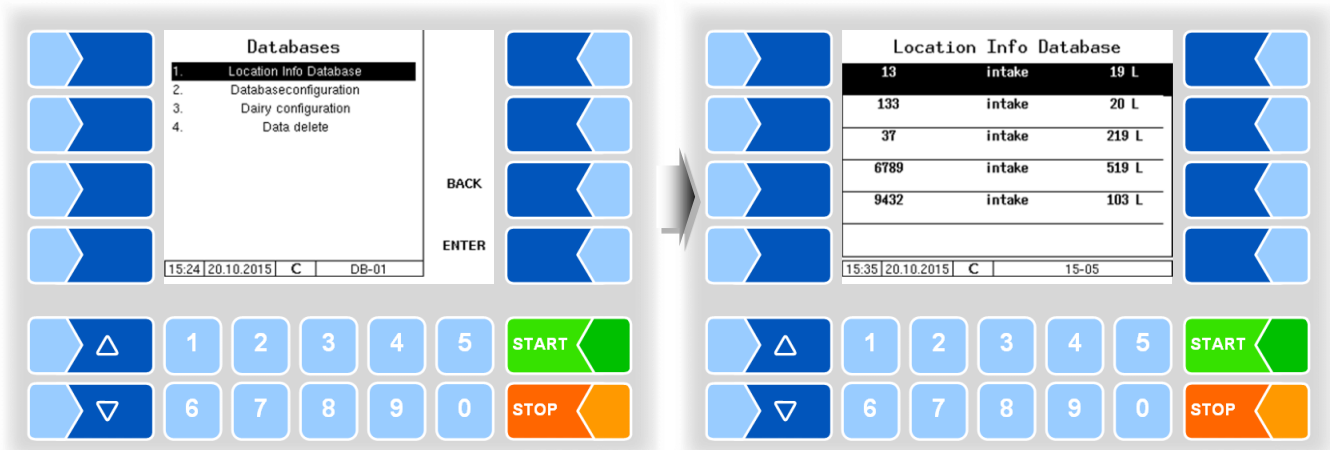 Databases
1. Location Info Database
2. Databaseconfiguration
3. Dairy configuration
4. Data delete
BACK
ENTER
15:24 20.10.2015 C DB-01
1 2 3 4 5 START
6 7 8 9 0 STOP
Location Info Database
13 intake 19 L
133 intake 20 L
37 intake 219 L
6789 intake 519 L
9432 intake 103 L
15:35 20.10.2015 C 15-05
1 2 3 4 5 START
6 7 8 9 0 STOP